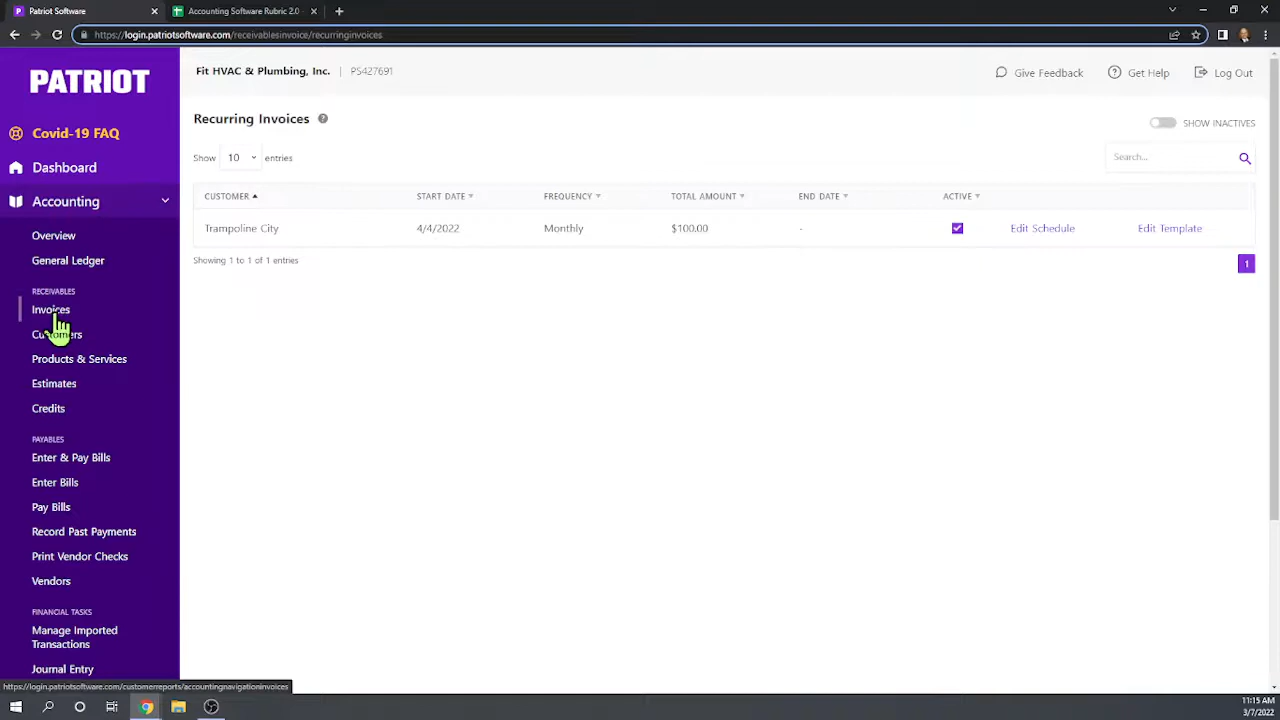 Patriot Software
Accounting Software Rubric 2.0
https://login.patriotsoftware.com/receivablesinvoice/recurringinvoices
PATRIOT
Fit HVAC & Plumbing, Inc. | PS427691
Give Feedback
Get Help
Log Out
Covid-19 FAQ
Dashboard
Accounting
Overview
General Ledger
RECEIVABLES
Invoices
Customers
Products & Services
Estimates
Credits
PAYABLES
Enter & Pay Bills
Enter Bills
Pay Bills
Record Past Payments
Print Vendor Checks
Vendors
FINANCIAL TASKS
Manage Imported
Transactions
Journal Entry
Recurring Invoices
SHOW INACTIVES
Show 10 entries
Search...
CUSTOMER START DATE FREQUENCY TOTAL AMOUNT END DATE ACTIVE
Trampoline City 4/4/2022 Monthly $100.00 - Edit Schedule Edit Template
Showing 1 to 1 of 1 entries
1
https://login.patriotsoftware.com/customerreports/accountingnavigationinvoices
11:15 AM
3/7/2022